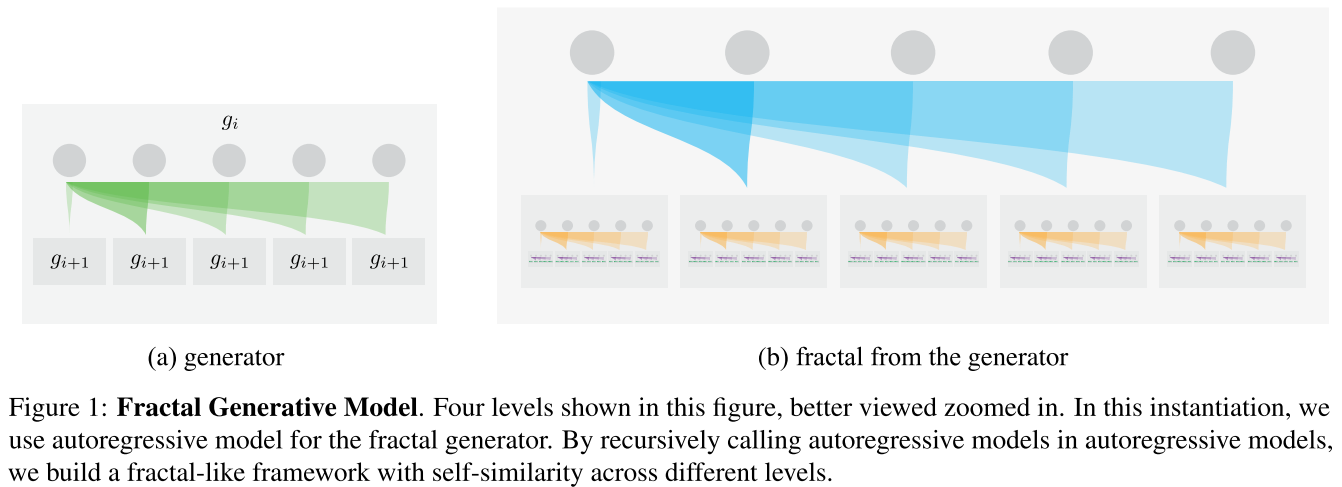 g_i
g_{i+1} g_{i+1} g_{i+1} g_{i+1} g_{i+1}
(a) generator
(b) fractal from the generator
Figure 1: Fractal Generative Model. Four levels shown in this figure, better viewed zoomed in. In this instantiation, we
use autoregressive model for the fractal generator. By recursively calling autoregressive models in autoregressive models,
we build a fractal-like framework with self-similarity across different levels.